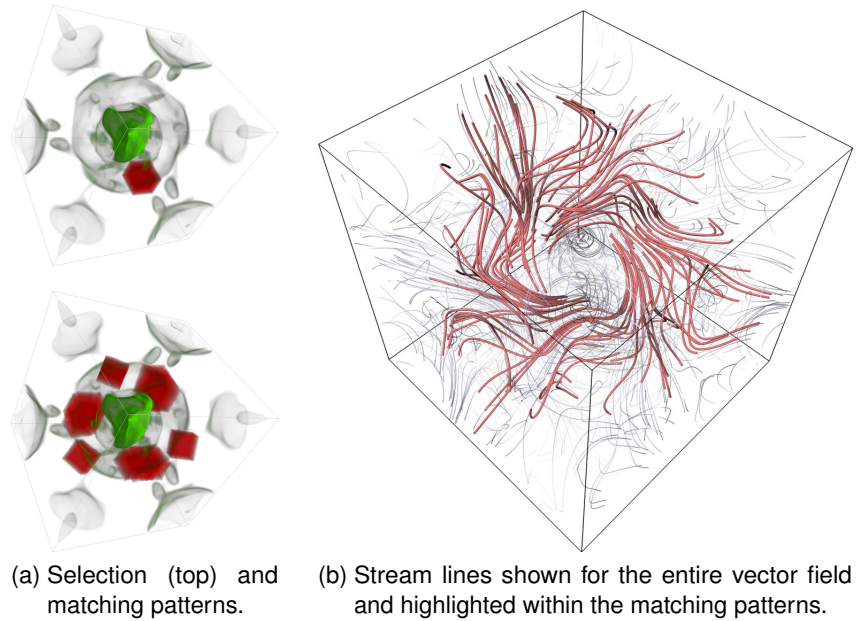 (a) Selection (top) and
matching patterns.
(b) Stream lines shown for the entire vector field
and highlighted within the matching patterns.